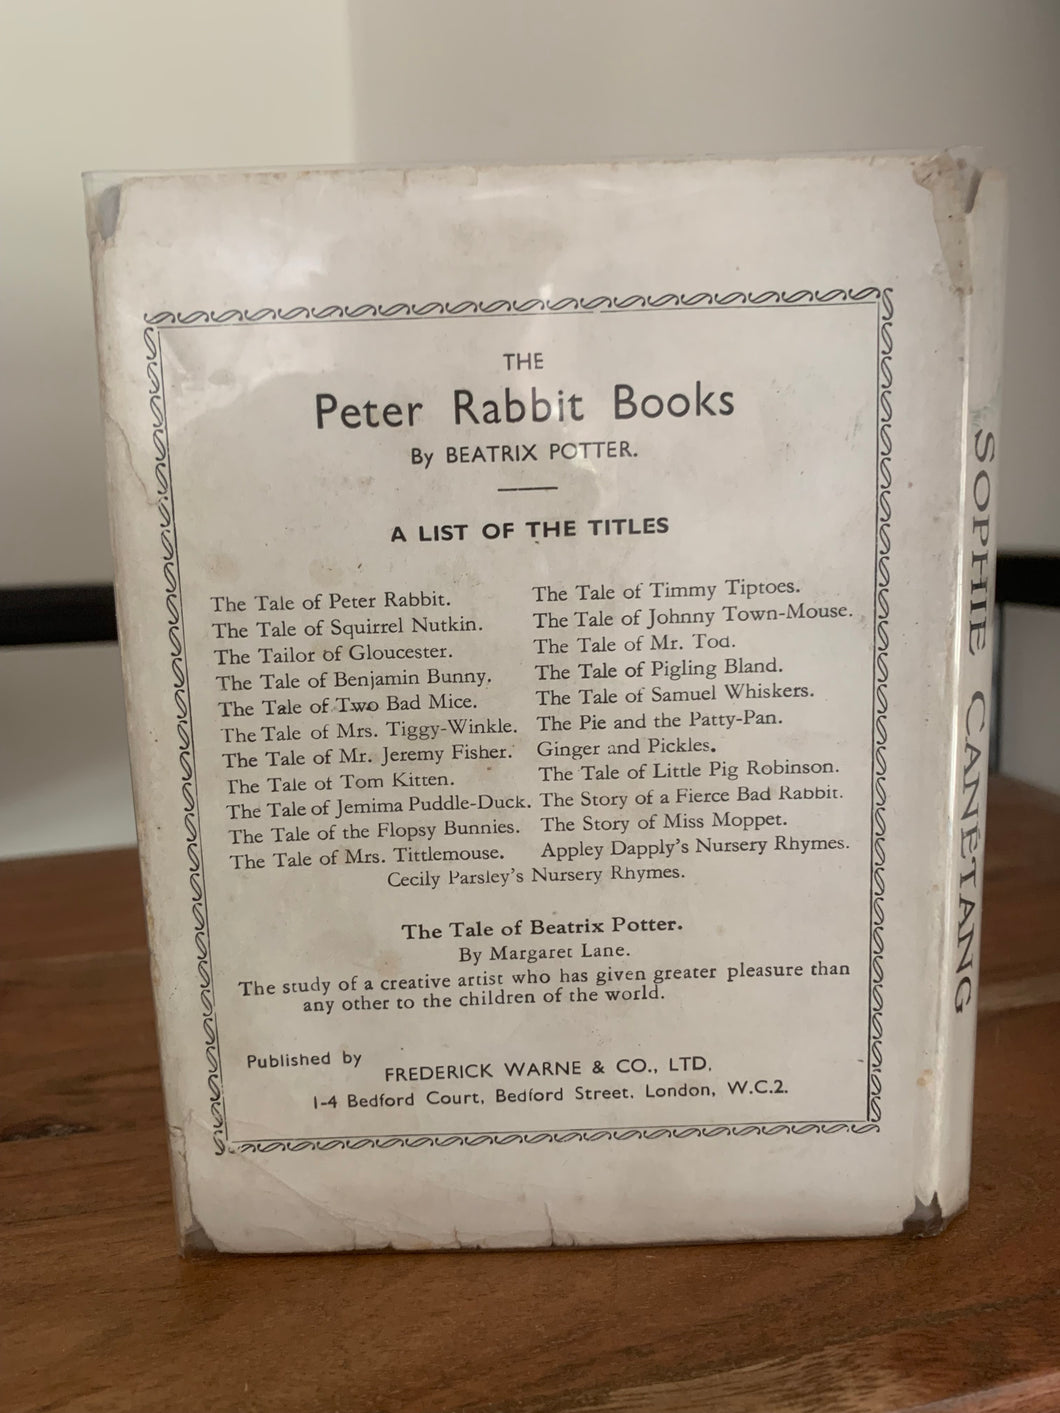 THE
Peter Rabbit Books
By BEATRIX POTTER.
A LIST OF THE TITLES
The Tale of Peter Rabbit.
The Tale of Squirrel Nutkin.
The Tailor of Gloucester.
The Tale of Benjamin Bunny.
The Tale of Two Bad Mice.
The Tale of Mrs. Tiggy-Winkle.
The Tale of Mr. Jeremy Fisher.
The Tale of Tom Kitten.
The Tale of Jemima Puddle-Duck.
The Tale of the Flopsy Bunnies.
The Tale of Mrs. Tittlemouse.
The Tale of Timmy Tiptoes.
The Tale of Johnny Town-Mouse.
The Tale of Mr. Tod.
The Tale of Pigling Bland.
The Tale of Samuel Whiskers.
The Pie and the Patty-Pan.
Ginger and Pickles.
The Tale of Little Pig Robinson.
The Story of a Fierce Bad Rabbit.
The Story of Miss Moppet.
Appley Dapply's Nursery Rhymes.
Cecily Parsley's Nursery Rhymes.
The Tale of Beatrix Potter.
By Margaret Lane.
The study of a creative artist who has given greater pleasure than
any other to the children of the world.
Published by
FREDERICK WARNE & CO., LTD.
1-4 Bedford Court, Bedford Street, London, W.C.2.
SOPHIE CANÉTANG